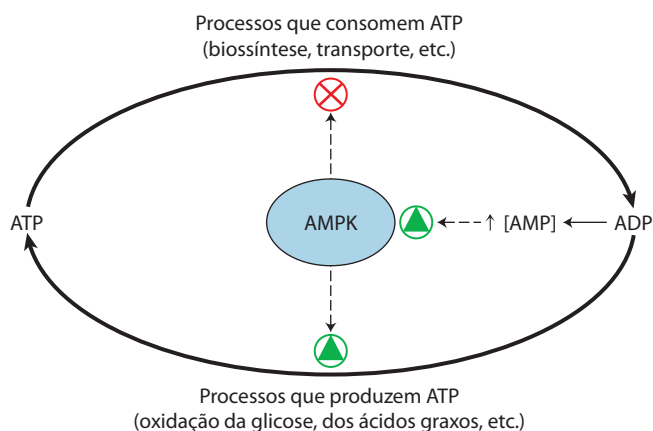 Processos que consomem ATP
(biossíntese, transporte, etc.)
ATP
AMPK
↑ [AMP]
ADP
Processos que produzem ATP
(oxidação da glicose, dos ácidos graxos, etc.)